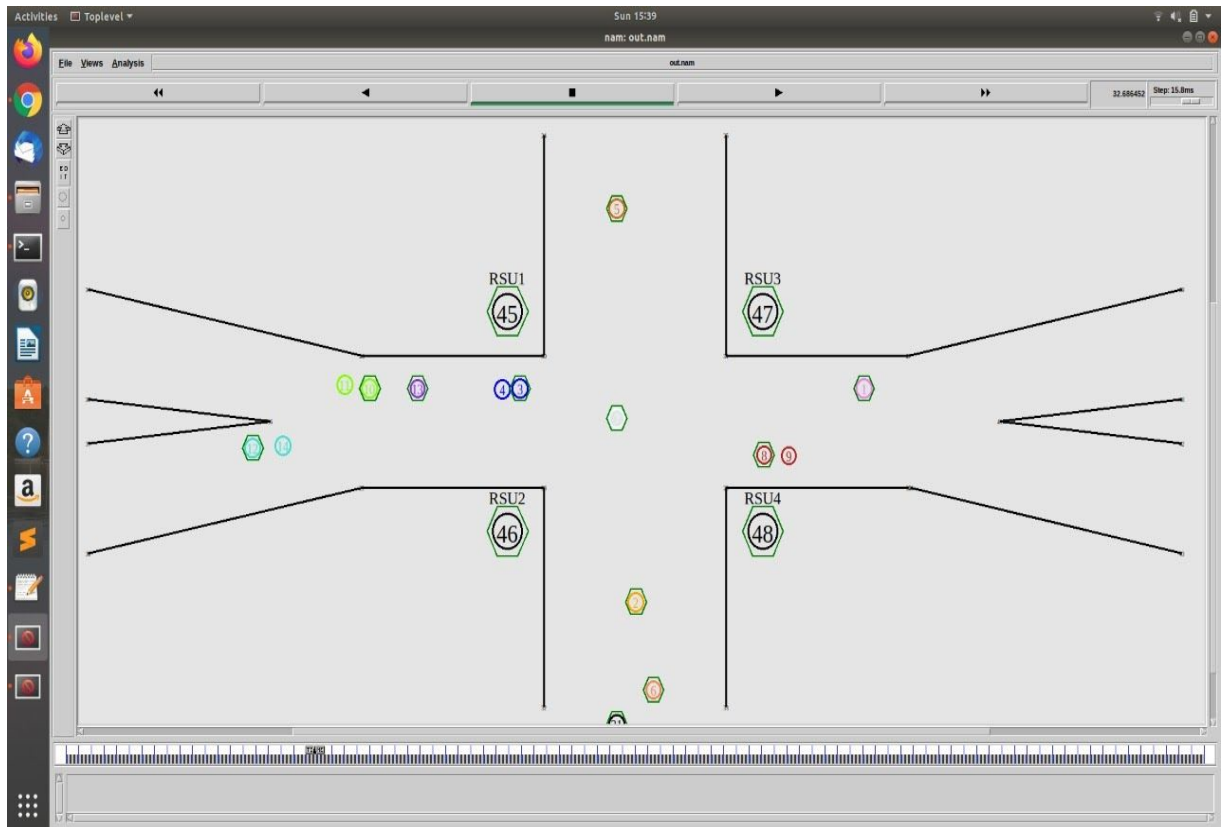 Activities Toplevel Sun 15:39
nam: out.nam
File Views Analysis out.nam
32.686452 Step: 15.8ms
E D
I T
5
RSU1 RSU3
45 47
11 10 13 4 3 1
12 14 8 9
RSU2 RSU4
46 48
2
6